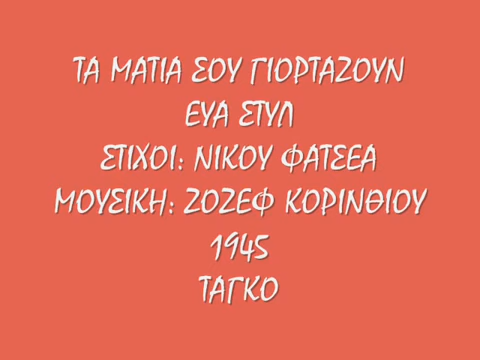 ΤΑ ΜΑΤΙΑ ΣΟΥ ΓΙΟΡΤΑΖΟΥΝ
ΕΥΑ ΣΤΥΛ
ΣΤΙΧΟΙ: ΝΙΚΟΥ ΦΑΤΣΕΑ
ΜΟΥΣΙΚΗ: ΖΟΖΕΦ ΚΟΡΙΝΘΙΟΥ
1945
ΤΑΓΚΟ